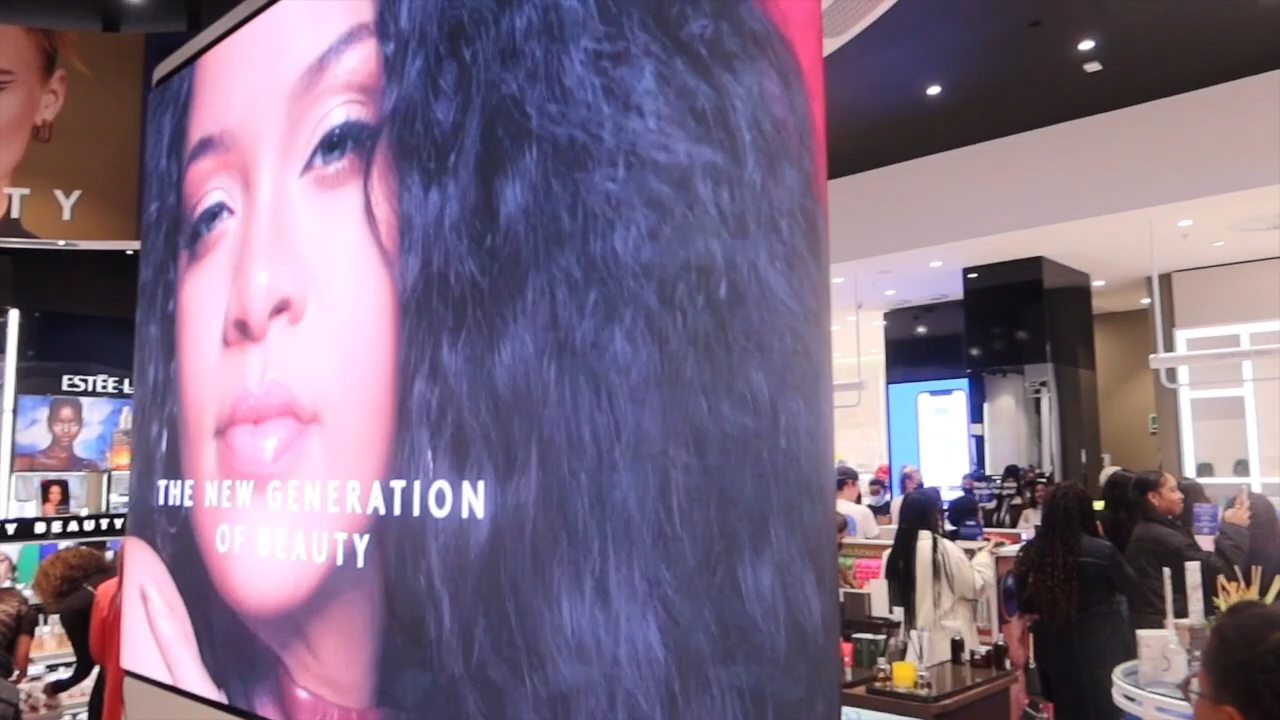 TY
ESTĒE-L
Y BEAUTY
THE NEW GENERATION
OF BEAUTY